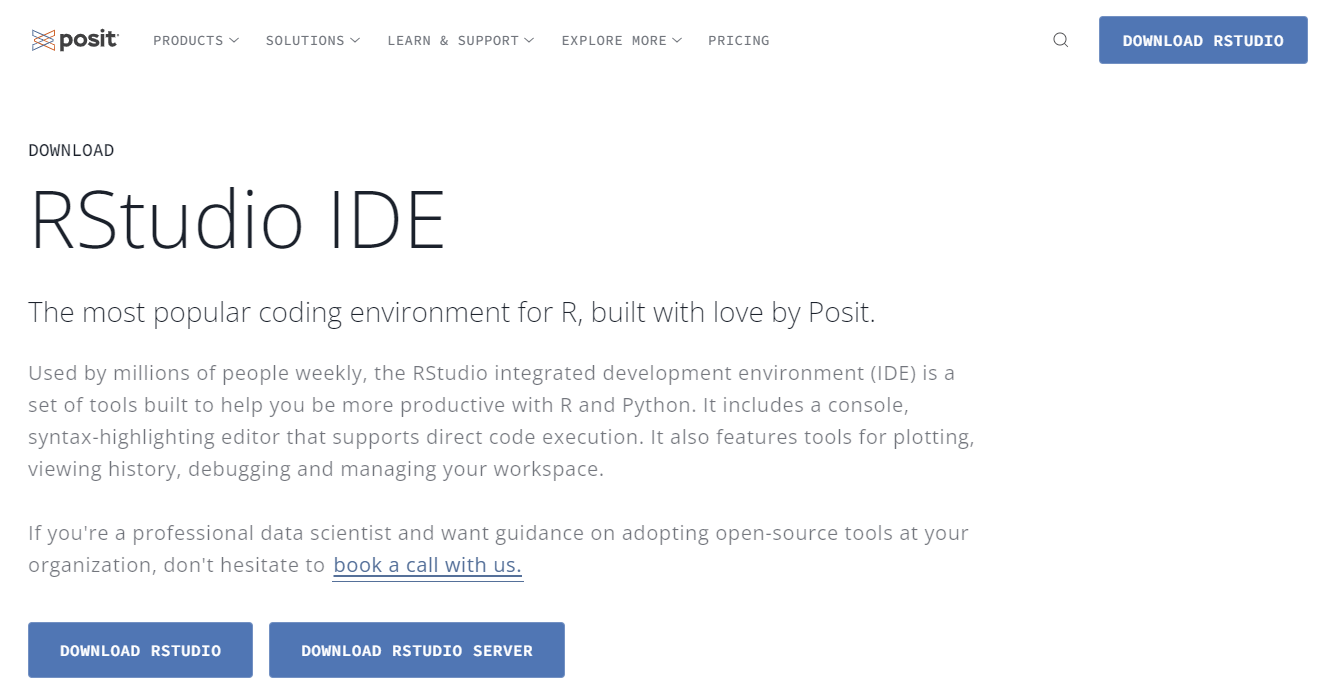 posit
PRODUCTS
SOLUTIONS
LEARN & SUPPORT
EXPLORE MORE
PRICING
DOWNLOAD RSTUDIO
DOWNLOAD
RStudio IDE
The most popular coding environment for R, built with love by Posit.
Used by millions of people weekly, the RStudio integrated development environment (IDE) is a
set of tools built to help you be more productive with R and Python. It includes a console,
syntax-highlighting editor that supports direct code execution. It also features tools for plotting,
viewing history, debugging and managing your workspace.
If you're a professional data scientist and want guidance on adopting open-source tools at your
organization, don't hesitate to book a call with us.
DOWNLOAD RSTUDIO
DOWNLOAD RSTUDIO SERVER